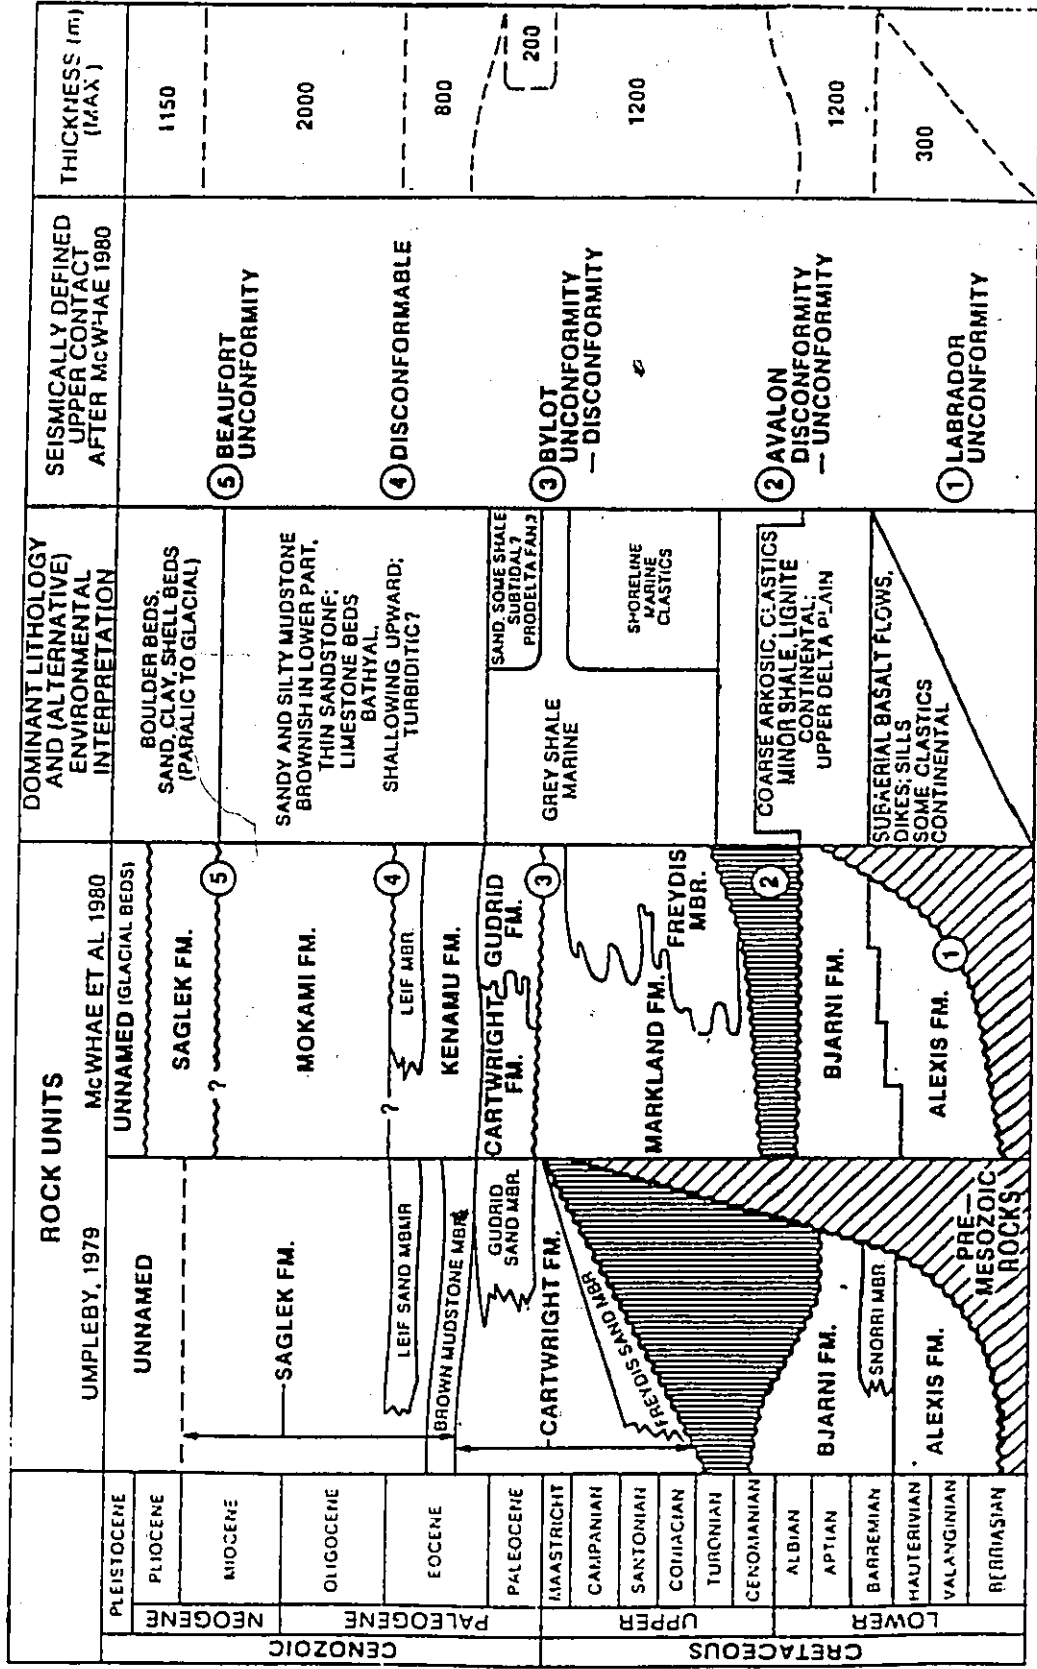 ROCK UNITS
UMPLEBY, 1979
McWHAE ET AL 1980
DOMINANT LITHOLOGY
AND (ALTERNATIVE)
ENVIRONMENTAL
INTERPRETATION
SEISMICALLY DEFINED
UPPER CONTACT
AFTER McWHAE 1980
THICKNESS (m)
(MAX)
CENOZOIC
CRETACEOUS
NEOGENE
PALEOGENE
UPPER
LOWER
PLEISTOCENE
PLIOCENE
MIOCENE
OLIGOCENE
EOCENE
PALEOCENE
MAASTRICHT
CAMPANIAN
SANTONIAN
CONIACIAN
TURONIAN
CENOMANIAN
ALBIAN
APTIAN
BARREMIAN
HAUTERIVIAN
VALANGINIAN
BERRIASIAN
UNNAMED
SAGLEK FM.
LEIF SAND MBR
BROWN MUDSTONE MBR
GUDRID
SAND MBR.
CARTWRIGHT FM.
FREYDIS SAND MBR
BJARNI FM.
SNORRI MBR
ALEXIS FM.
PRE—
MESOZOIC
ROCKS
UNNAMED (GLACIAL BEDS)
SAGLEK FM.
? 5
MOKAMI FM.
? 4
LEIF MBR.
KENAMU FM.
CARTWRIGHT
FM.
GUDRID
FM.
3
MARKLAND FM.
FREYDIS
MBR.
2
BJARNI FM.
1
ALEXIS FM.
BOULDER BEDS,
SAND, CLAY, SHELL BEDS
(PARALIC TO GLACIAL)
SANDY AND SILTY MUDSTONE
BROWNISH IN LOWER PART,
THIN SANDSTONE;
LIMESTONE BEDS
BATHYAL,
SHALLOWING UPWARD;
TURBIDITIC?
SAND, SOME SHALE
SUBTIDAL?
PRODELTA FAN?
GREY SHALE
MARINE
SHORELINE
MARINE
CLASTICS
COARSE ARKOSIC, CLASTICS
MINOR SHALE, LIGNITE
CONTINENTAL;
UPPER DELTA PLAIN
SUBAERIAL BASALT FLOWS,
DIKES; SILLS
SOME CLASTICS
CONTINENTAL
5 BEAUFORT
UNCONFORMITY
4 DISCONFORMABLE
3 BYLOT
UNCONFORMITY
— DISCONFORMITY
2 AVALON
DISCONFORMITY
— UNCONFORMITY
1 LABRADOR
UNCONFORMITY
1150
2000
800
200
1200
1200
300